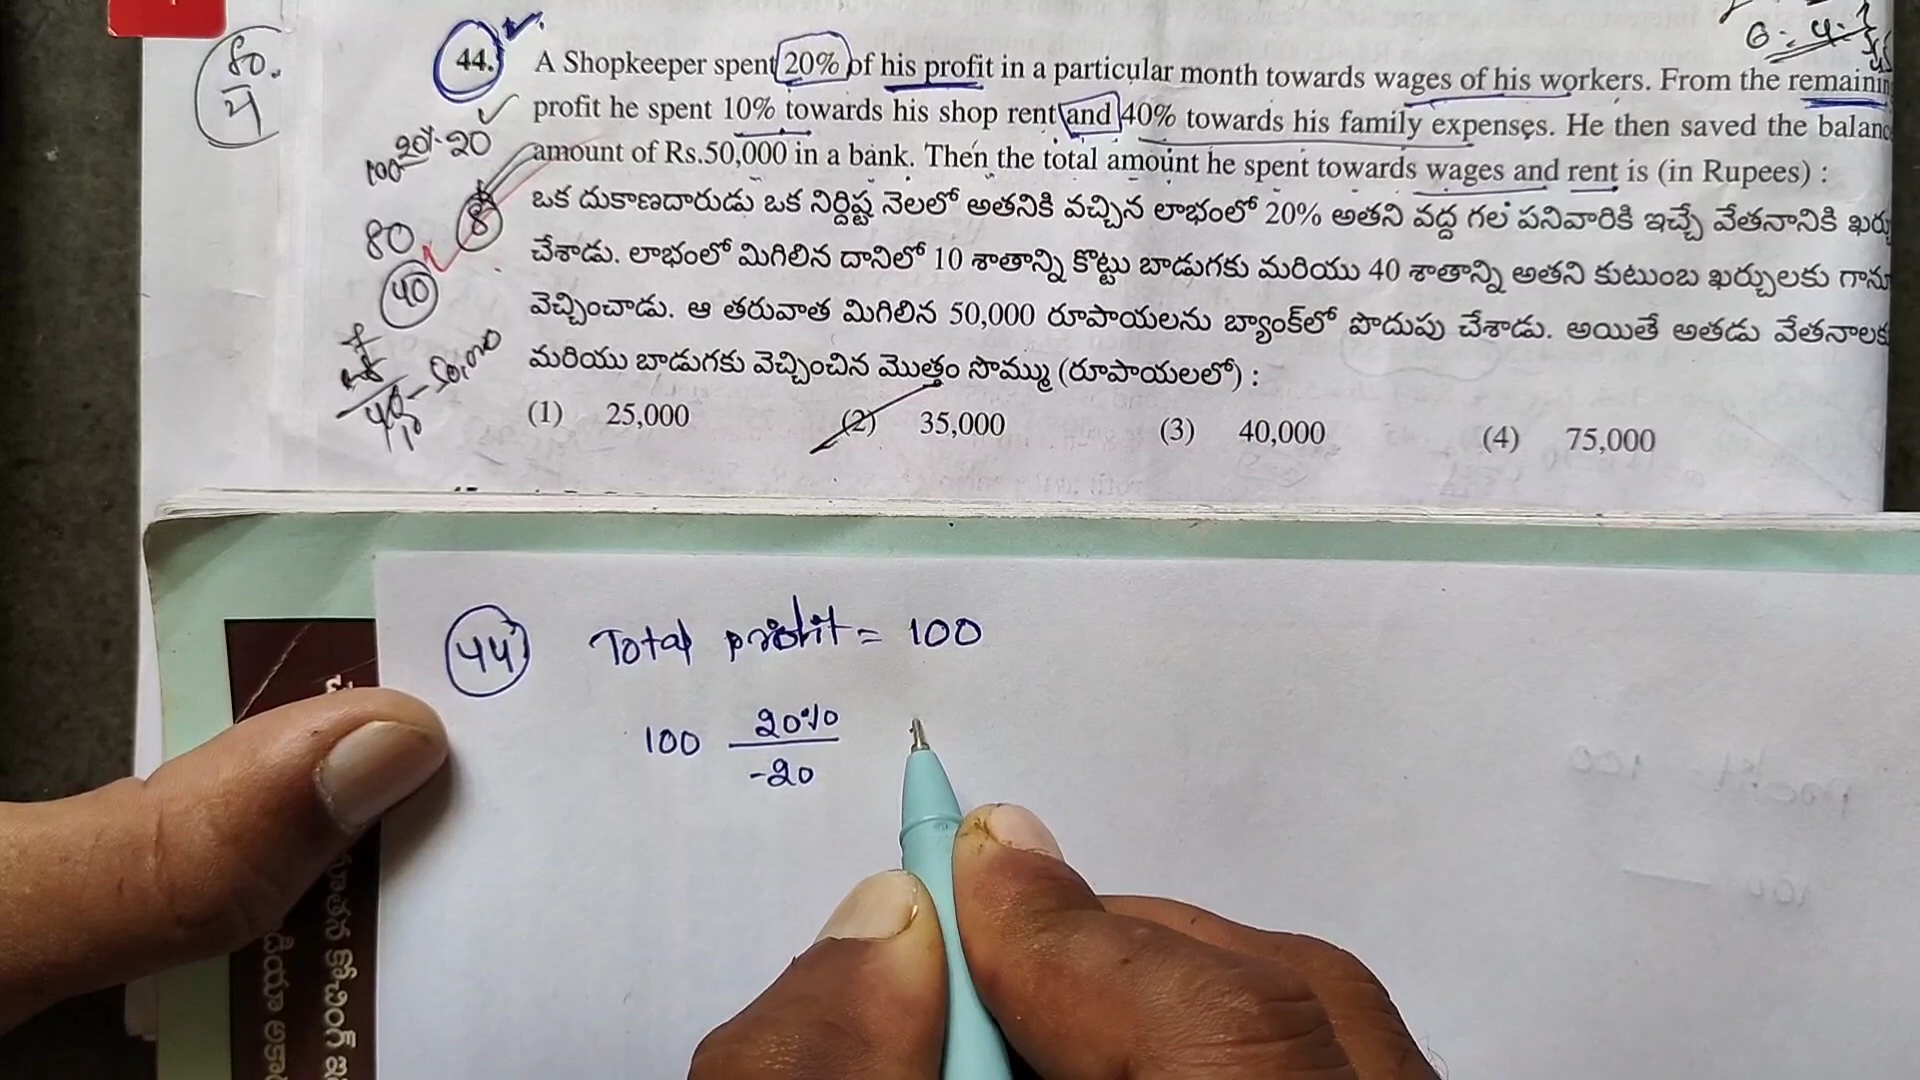 6 : 4
80.
44. A Shopkeeper spent 20% of his profit in a particular month towards wages of his workers. From the remainin
profit he spent 10% towards his shop rent and 40% towards his family expenses. He then saved the balanc
amount of Rs.50,000 in a bank. Then the total amount he spent towards wages and rent is (in Rupees) :
ఒక దుకాణదారుడు ఒక నిర్దిష్ట నెలలో అతనికి వచ్చిన లాభంలో 20% అతని వద్ద గల పనివారికి ఇచ్చే వేతనానికి ఖర్చు
చేశాడు. లాభంలో మిగిలిన దానిలో 10 శాతాన్ని కొట్టు బాడుగకు మరియు 40 శాతాన్ని అతని కుటుంబ ఖర్చులకు గాను
వెచ్చించాడు. ఆ తరువాత మిగిలిన 50,000 రూపాయలను బ్యాంక్‌లో పొదుపు చేశాడు. అయితే అతడు వేతనాలక
మరియు బాడుగకు వెచ్చించిన మొత్తం సొమ్ము (రూపాయలలో) :
(1) 25,000 (2) 35,000 (3) 40,000 (4) 75,000
100 20% - 20
8
80
40
40 - 50,000
44 Total profit = 100
100 20%
-20